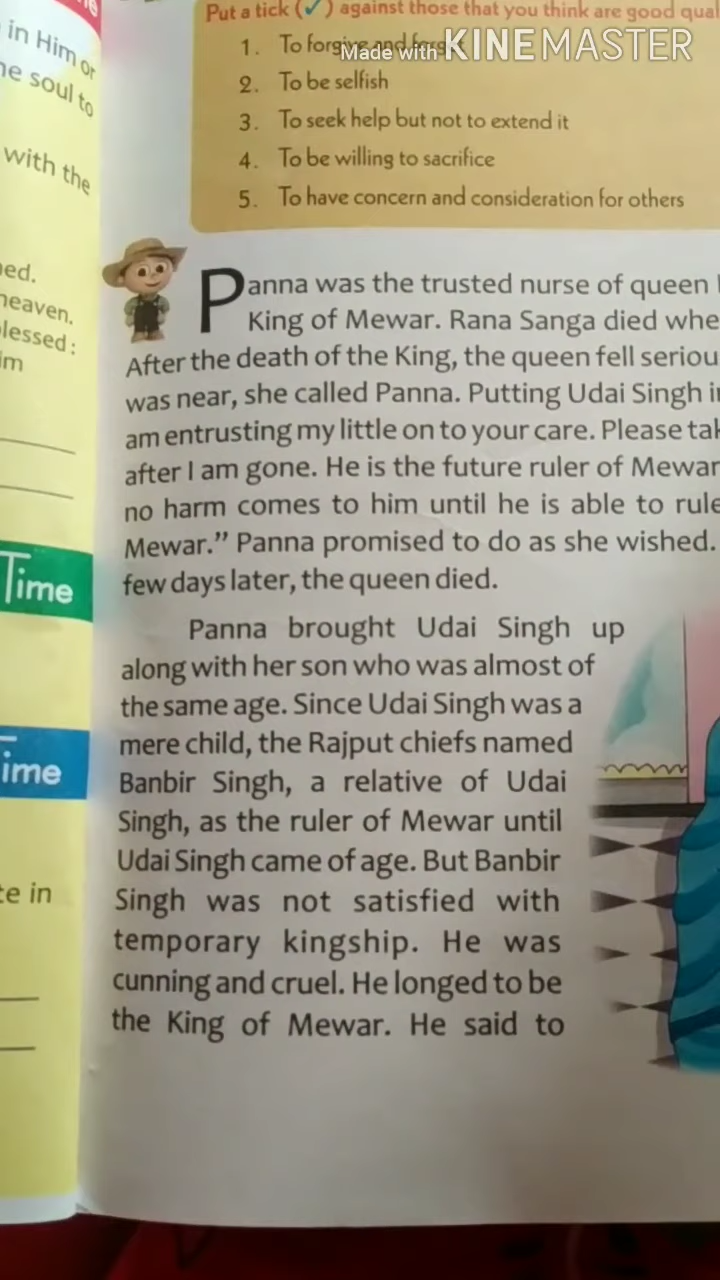 in Him or
soul to
with the
heaven.
Time
in
Put a tick (✓) against those that you think are good
Made with KINEMASTER
1. To forgive and
2. To be selfish
3. To seek help but not to extend it
4. To be willing to sacrifice
5. To have concern and consideration for others
Panna was the trusted nurse of queen
King of Mewar. Rana Sanga died
After the death of the King, the queen fell
was near, she called Panna. Putting Udai Singh
am entrusting my little on to your care. Please
after I am gone. He is the future ruler of Mewar
no harm comes to him until he is able to rule
Mewar.” Panna promised to do as she wished.
few days later, the queen died.
Panna brought Udai Singh up
along with her son who was almost of
the same age. Since Udai Singh was a
mere child, the Rajput chiefs named
Banbir Singh, a relative of Udai
Singh, as the ruler of Mewar until
Udai Singh came of age. But Banbir
Singh was not satisfied with
temporary kingship. He was
cunning and cruel. He longed to be
the King of Mewar. He said to